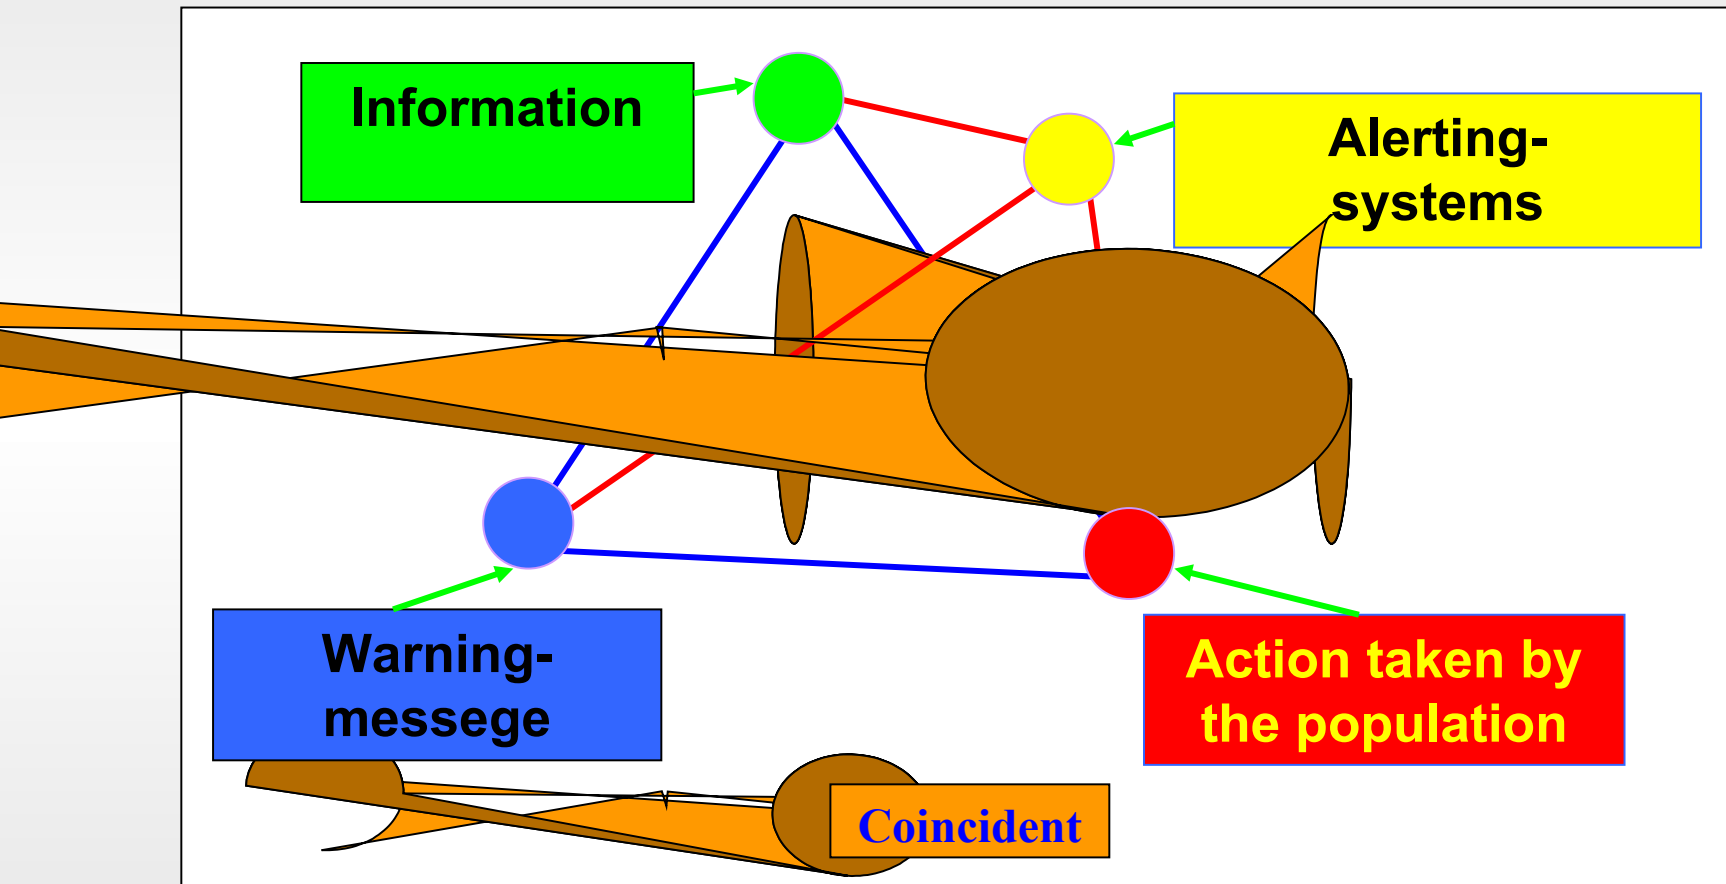 Information
Alerting-
systems
Warning-
messege
Action taken by
the population
Coincident